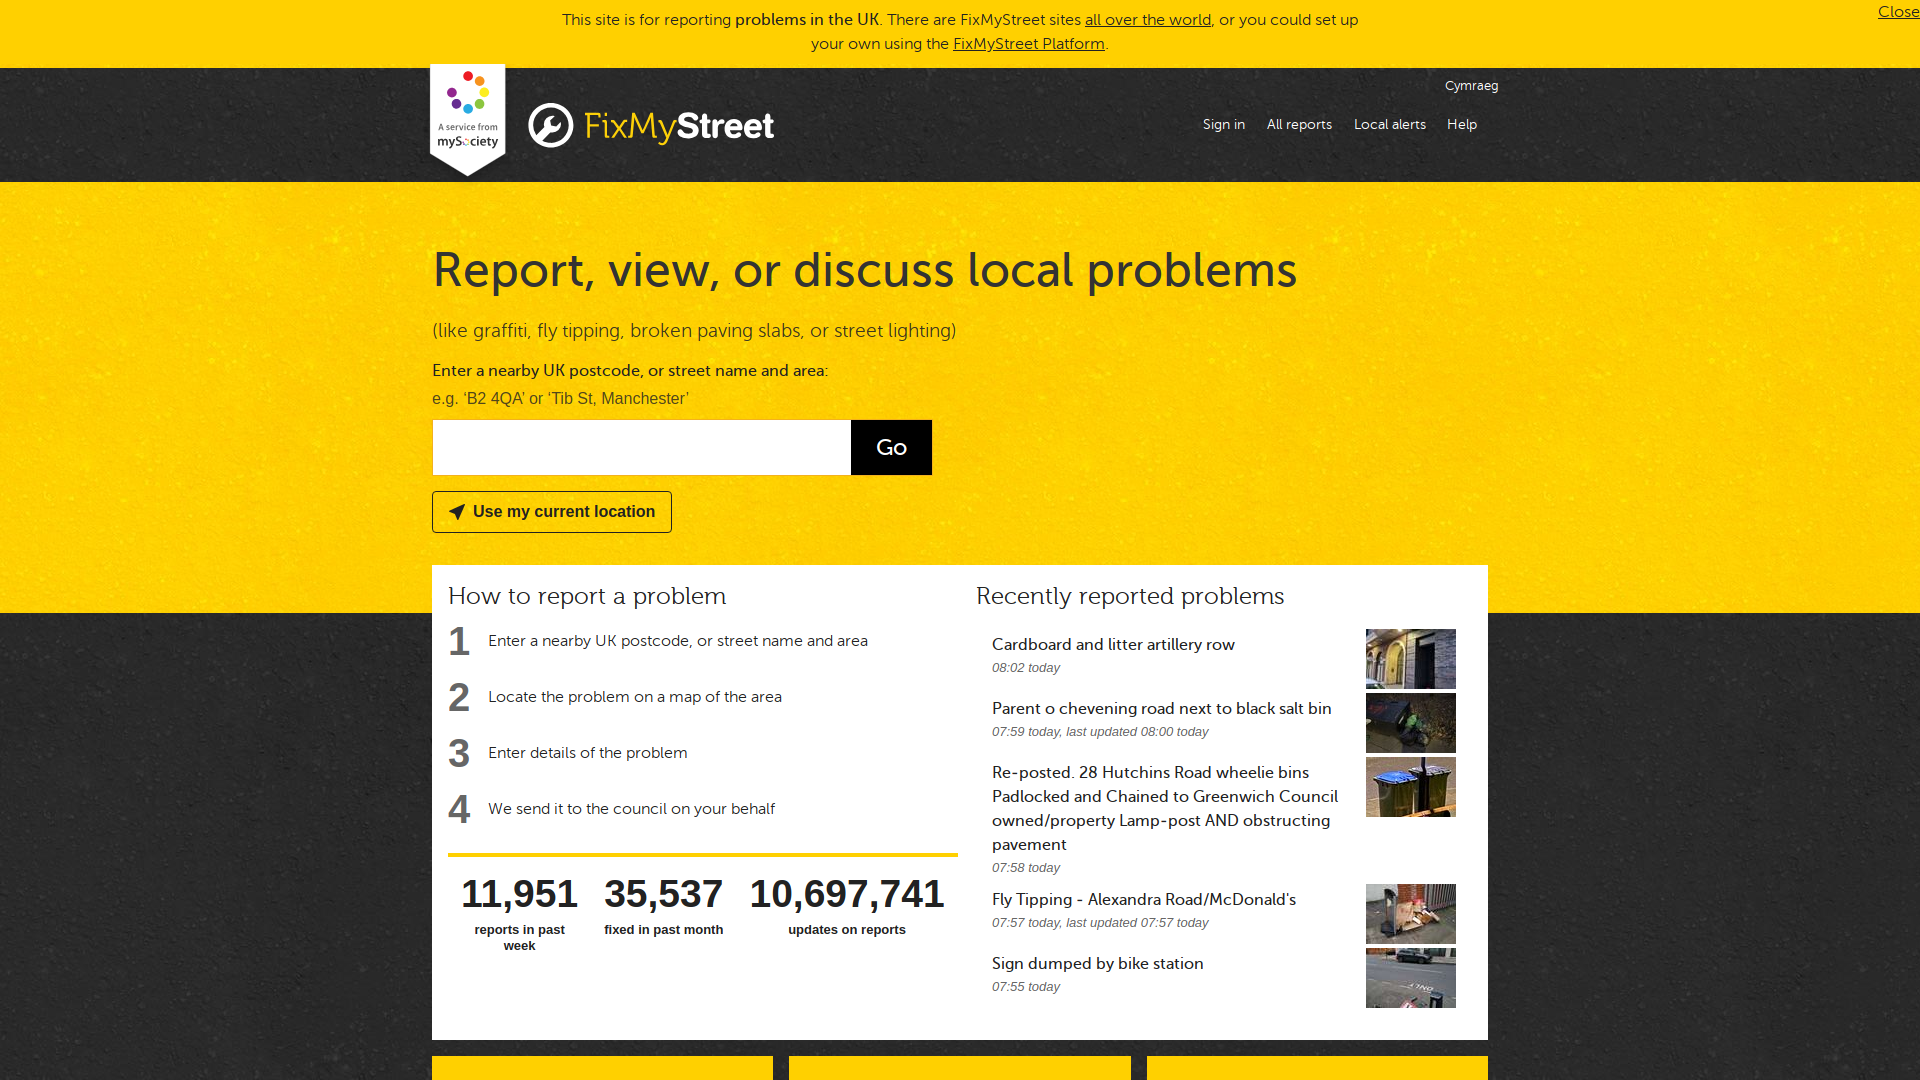 This site is for reporting problems in the UK. There are FixMyStreet sites all over the world, or you could set up
your own using the FixMyStreet Platform.
Close
Cymraeg
A service from
mySociety
FixMyStreet
Sign in
All reports
Local alerts
Help
Report, view, or discuss local problems
(like graffiti, fly tipping, broken paving slabs, or street lighting)
Enter a nearby UK postcode, or street name and area:
e.g. ‘B2 4QA’ or ‘Tib St, Manchester’
Go
Use my current location
How to report a problem
1 Enter a nearby UK postcode, or street name and area
2 Locate the problem on a map of the area
3 Enter details of the problem
4 We send it to the council on your behalf
11,951
reports in past
week
35,537
fixed in past month
10,697,741
updates on reports
Recently reported problems
Cardboard and litter artillery row
08:02 today
Parent o chevening road next to black salt bin
07:59 today, last updated 08:00 today
Re-posted. 28 Hutchins Road wheelie bins
Padlocked and Chained to Greenwich Council
owned/property Lamp-post AND obstructing
pavement
07:58 today
Fly Tipping - Alexandra Road/McDonald's
07:57 today, last updated 07:57 today
Sign dumped by bike station
07:55 today